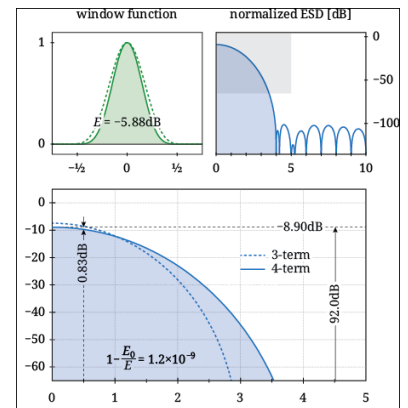 window function
normalized ESD [dB]
1
0
E = −5.88dB
−½ 0 ½
0
−50
−100
0 5 10
0
−10
−20
−30
−40
−50
−60
−8.90dB
3-term
4-term
0.83dB
92.0dB
1−E₀/E = 1.2×10⁻⁹
0 1 2 3 4 5